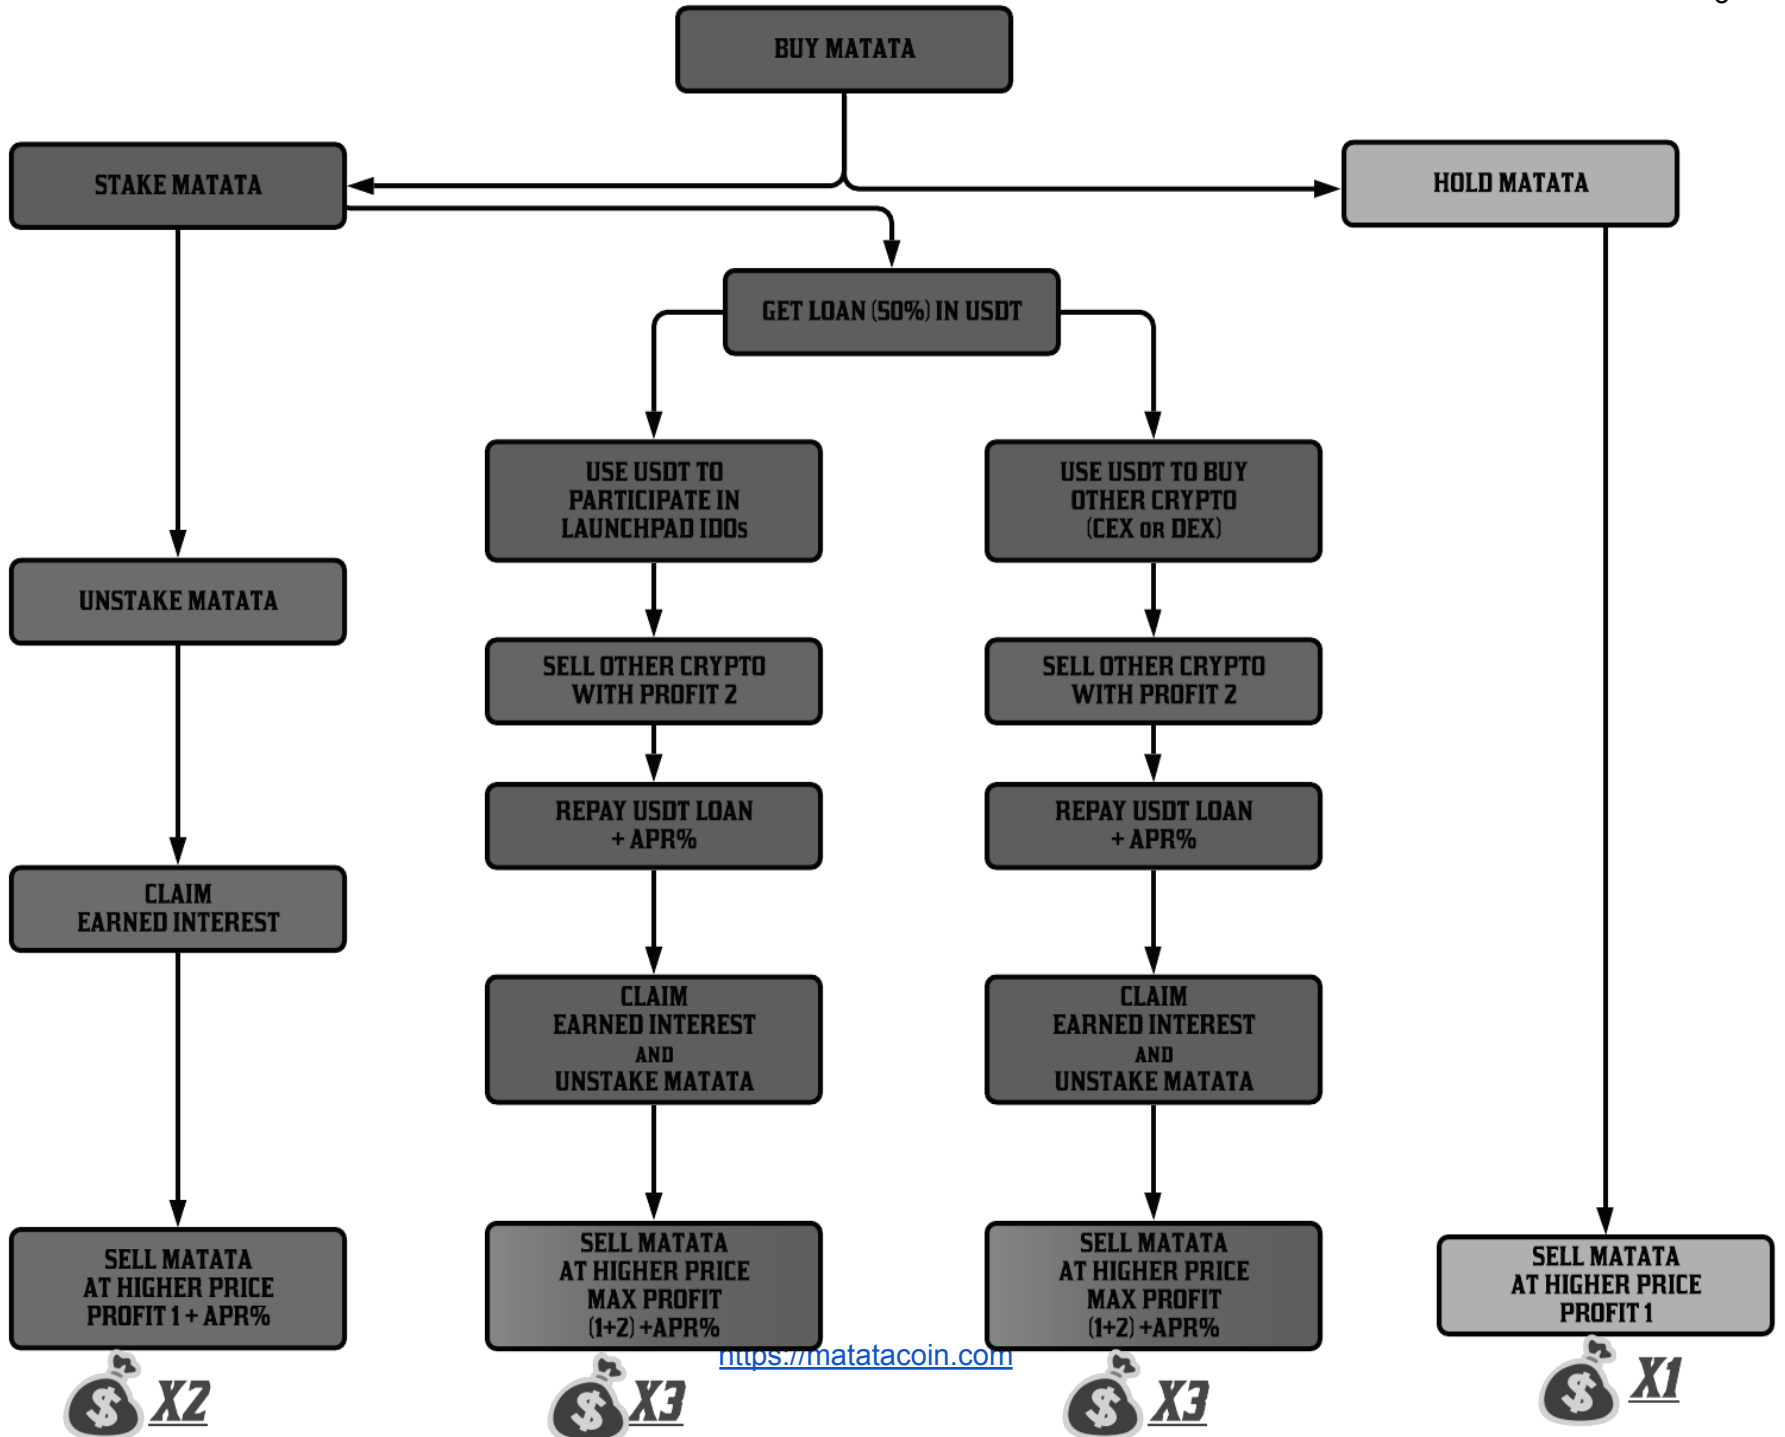 BUY MATATA
STAKE MATATA
HOLD MATATA
GET LOAN (50%) IN USDT
USE USDT TO
PARTICIPATE IN
LAUNCHPAD IDOs
USE USDT TO BUY
OTHER CRYPTO
(CEX OR DEX)
UNSTAKE MATATA
SELL OTHER CRYPTO
WITH PROFIT 2
SELL OTHER CRYPTO
WITH PROFIT 2
REPAY USDT LOAN
+ APR%
REPAY USDT LOAN
+ APR%
CLAIM
EARNED INTEREST
CLAIM
EARNED INTEREST
AND
UNSTAKE MATATA
CLAIM
EARNED INTEREST
AND
UNSTAKE MATATA
SELL MATATA
AT HIGHER PRICE
PROFIT 1 + APR%
SELL MATATA
AT HIGHER PRICE
MAX PROFIT
(1+2) +APR%
SELL MATATA
AT HIGHER PRICE
MAX PROFIT
(1+2) +APR%
SELL MATATA
AT HIGHER PRICE
PROFIT 1
https://matatacoin.com
$ X2
$ X3
$ X3
$ X1